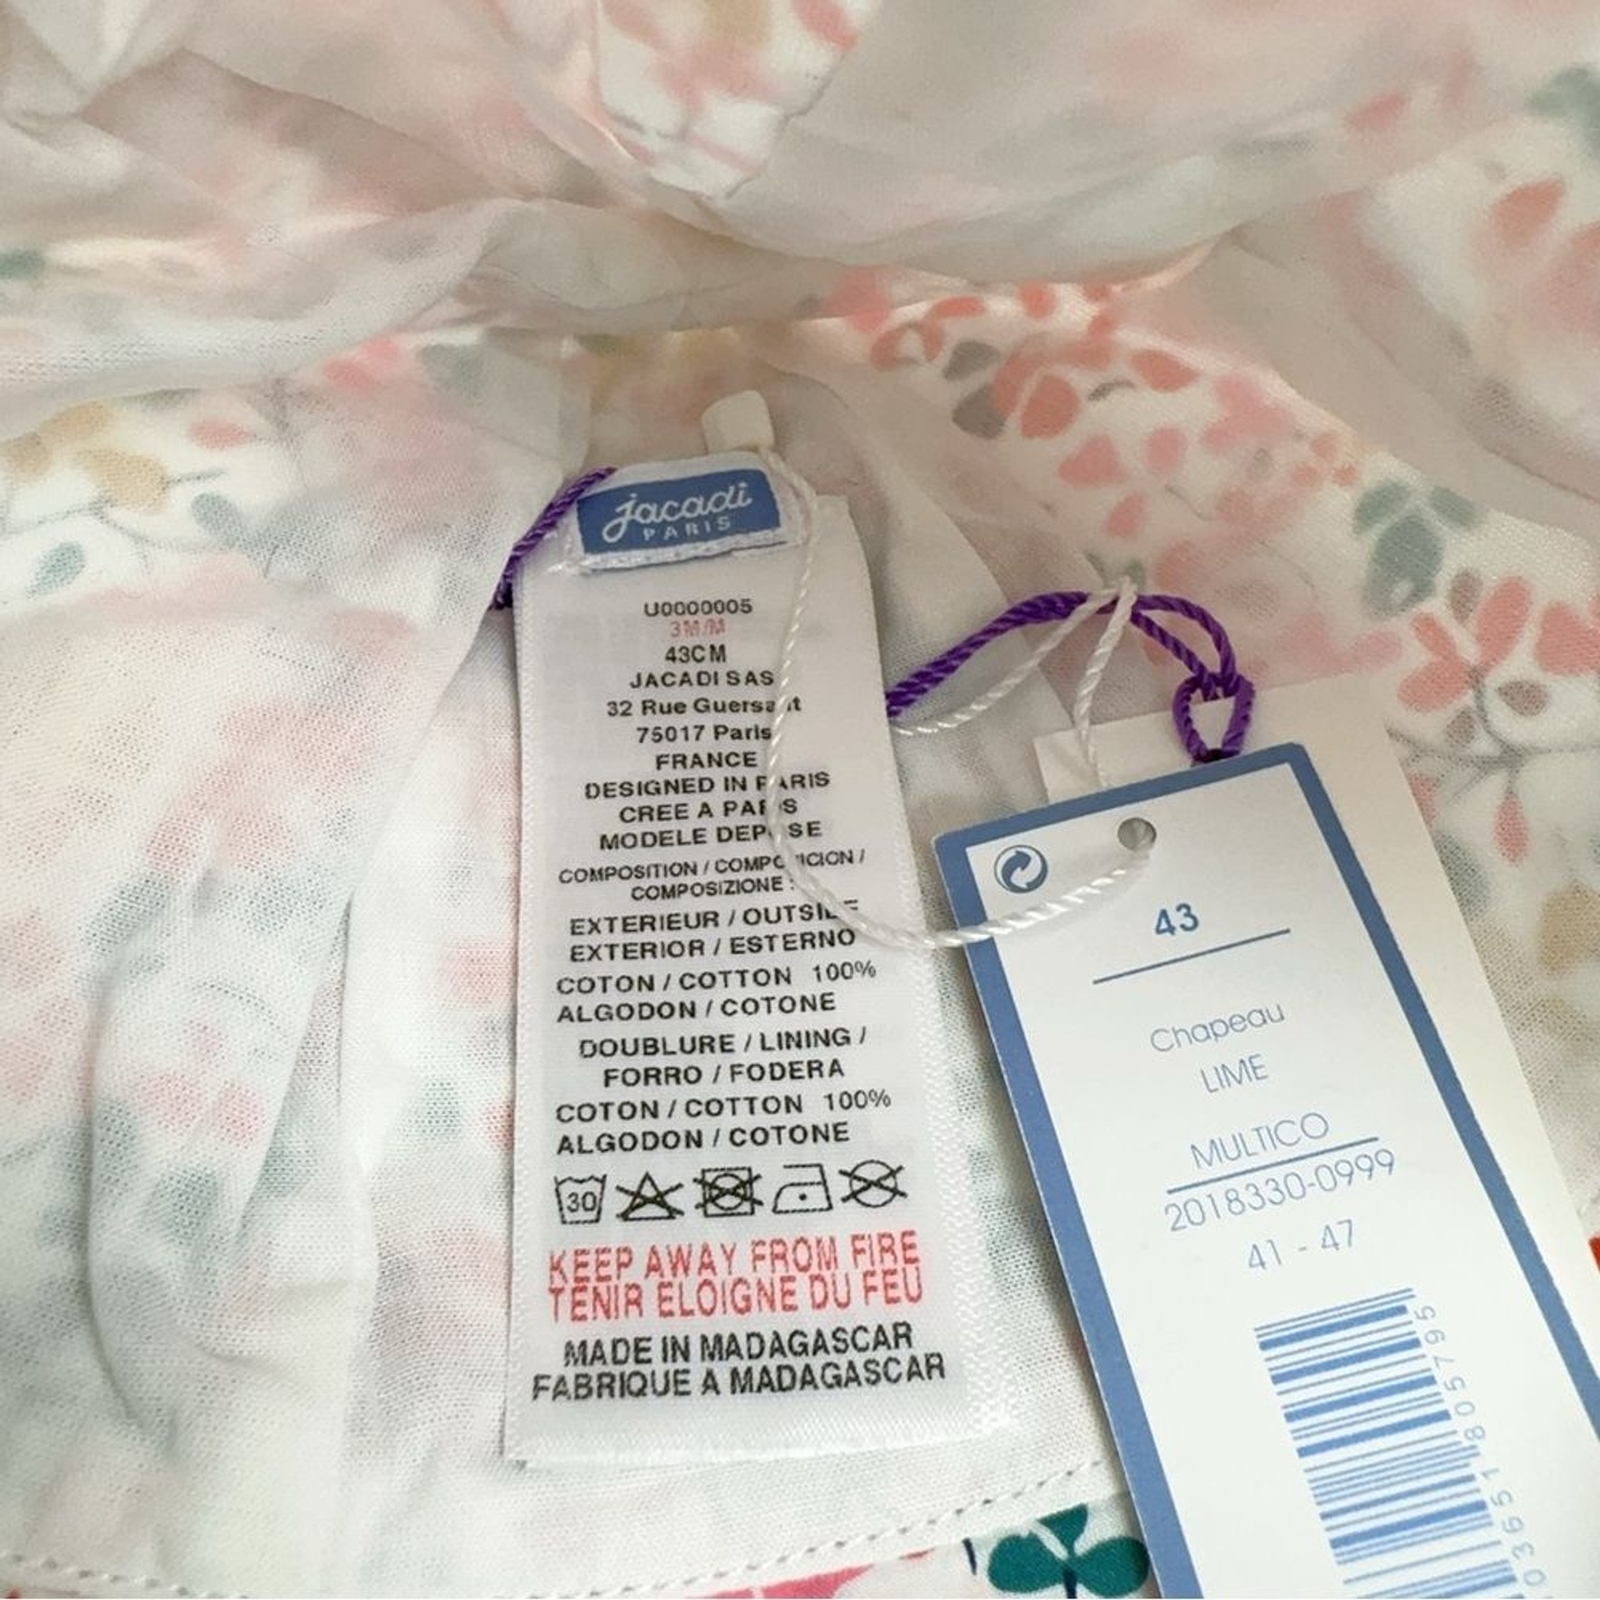 jacadi
PARIS
U0000005
3M/M
43CM
JACADI SAS
32 Rue Guersant
75017 Paris
FRANCE
DESIGNED IN PARIS
CREE A PARIS
MODELE DEPOSE
COMPOSITION / COMPOSICION /
COMPOSIZIONE :
EXTERIEUR / OUTSIDE
EXTERIOR / ESTERNO
COTON / COTTON 100%
ALGODON / COTONE
DOUBLURE / LINING /
FORRO / FODERA
COTON / COTTON 100%
ALGODON / COTONE
30
KEEP AWAY FROM FIRE
TENIR ELOIGNE DU FEU
MADE IN MADAGASCAR
FABRIQUE A MADAGASCAR
43
Chapeau
LIME
MULTICO
2018330-0999
41 - 47
03651 805795